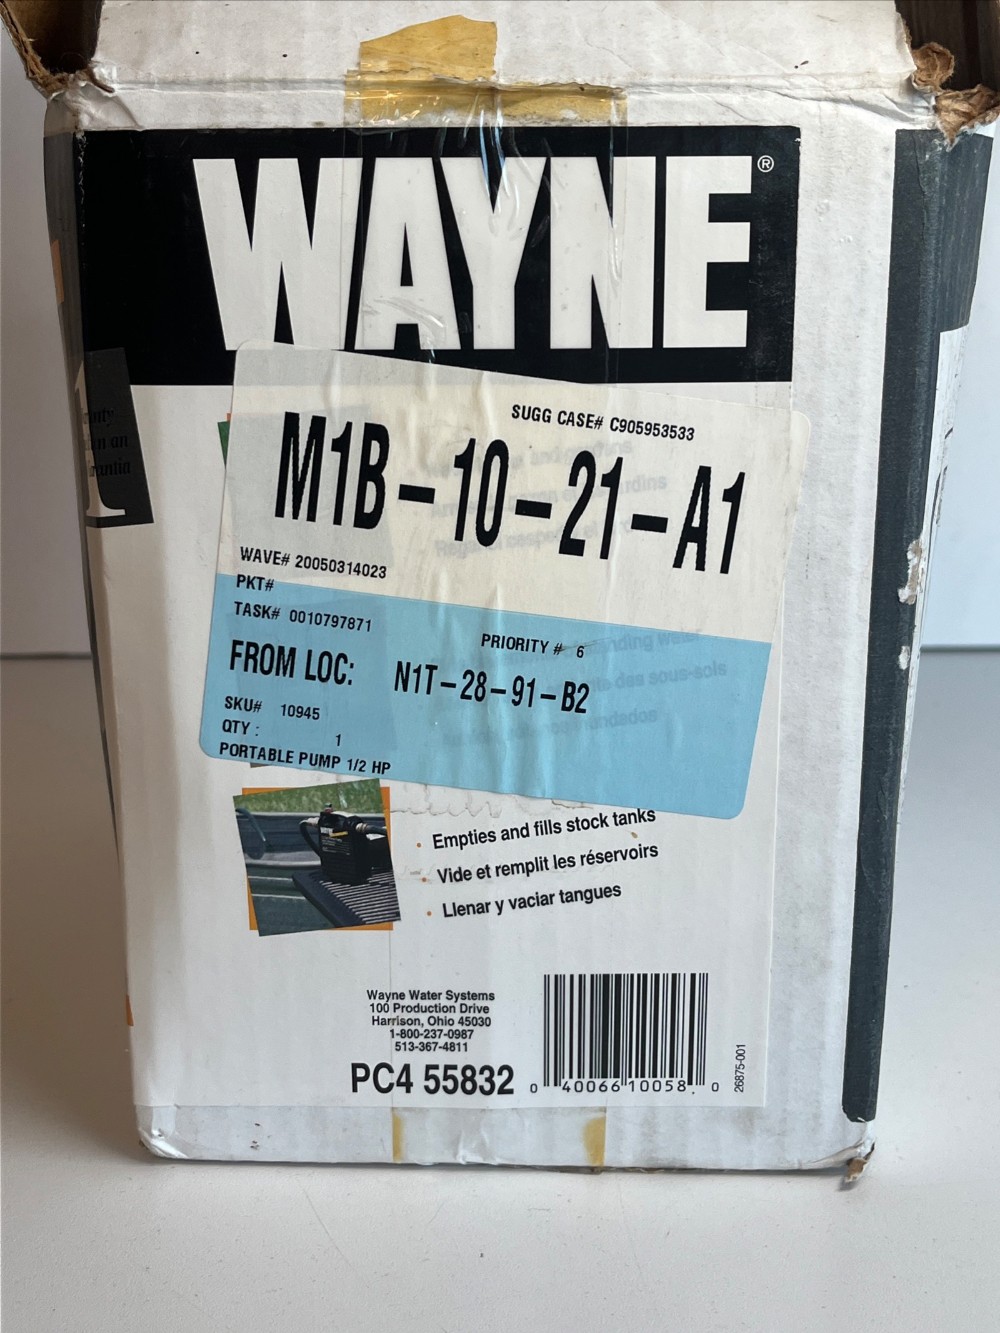 WAYNE®
SUGG CASE# C905953533
M1B-10-21-A1
WAVE# 20050314023
PKT#
TASK# 0010797871
PRIORITY # 6
FROM LOC: N1T-28-91-B2
SKU# 10945
QTY : 1
PORTABLE PUMP 1/2 HP
• Empties and fills stock tanks
• Vide et remplit les réservoirs
• Llenar y vaciar tangues
Wayne Water Systems
100 Production Drive
Harrison, Ohio 45030
1-800-237-0987
513-367-4811
PC4 55832
0 40066 10058 0
26875-001